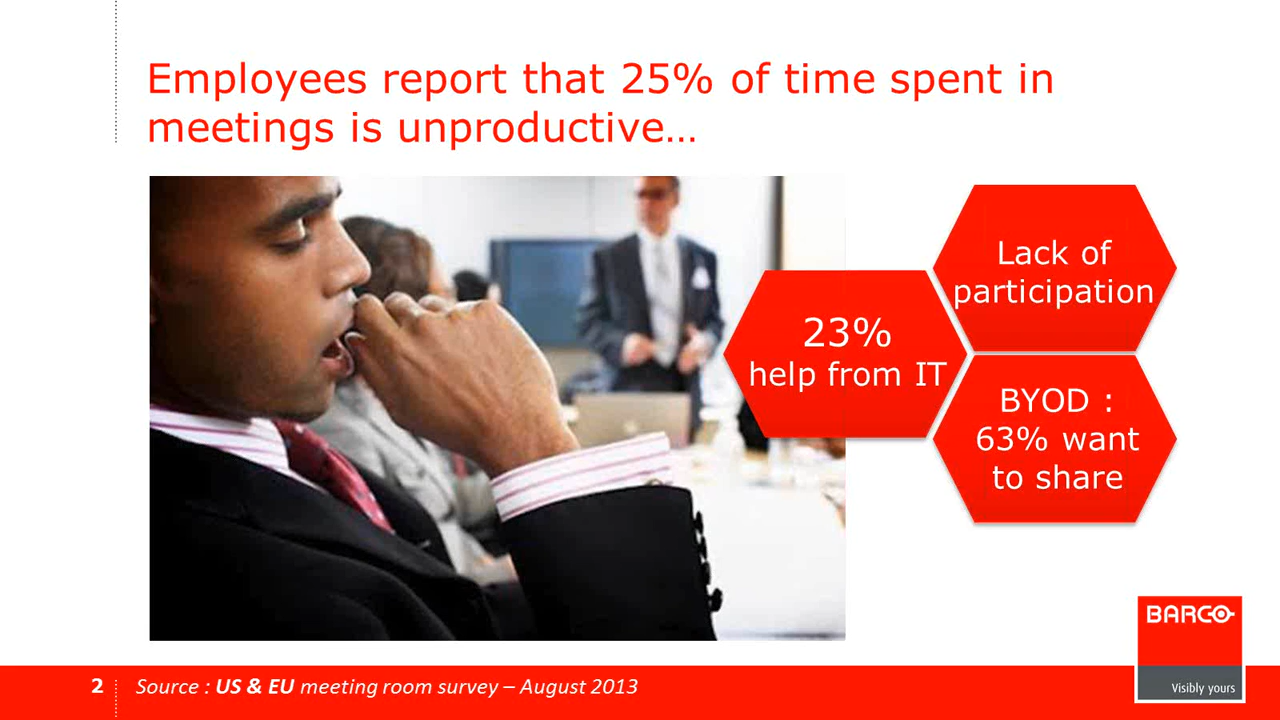 Employees report that 25% of time spent in
meetings is unproductive…
Lack of
participation
23%
help from IT
BYOD :
63% want
to share
BARCO
Visibly yours
2
Source : US & EU meeting room survey – August 2013